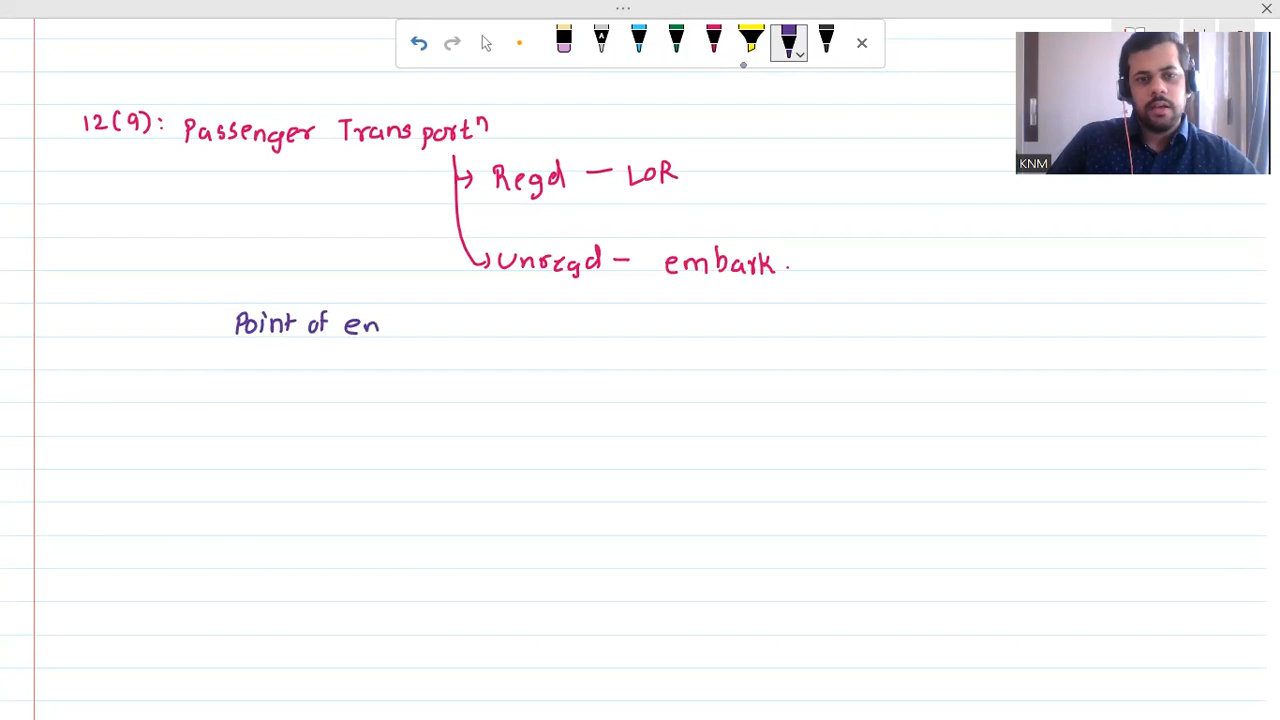 12(9): Passenger Transportn
Regd - LOR
Unregd - embark.
Point of en
KNM